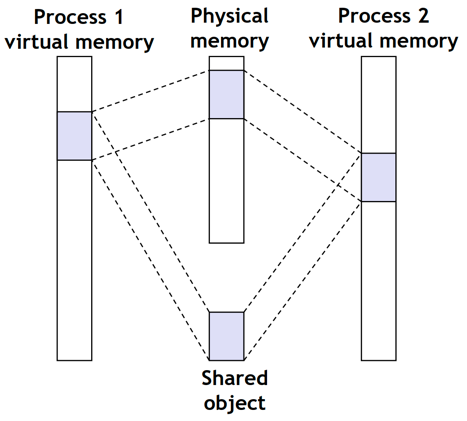 Process 1
virtual memory
Physical
memory
Process 2
virtual memory
Shared
object